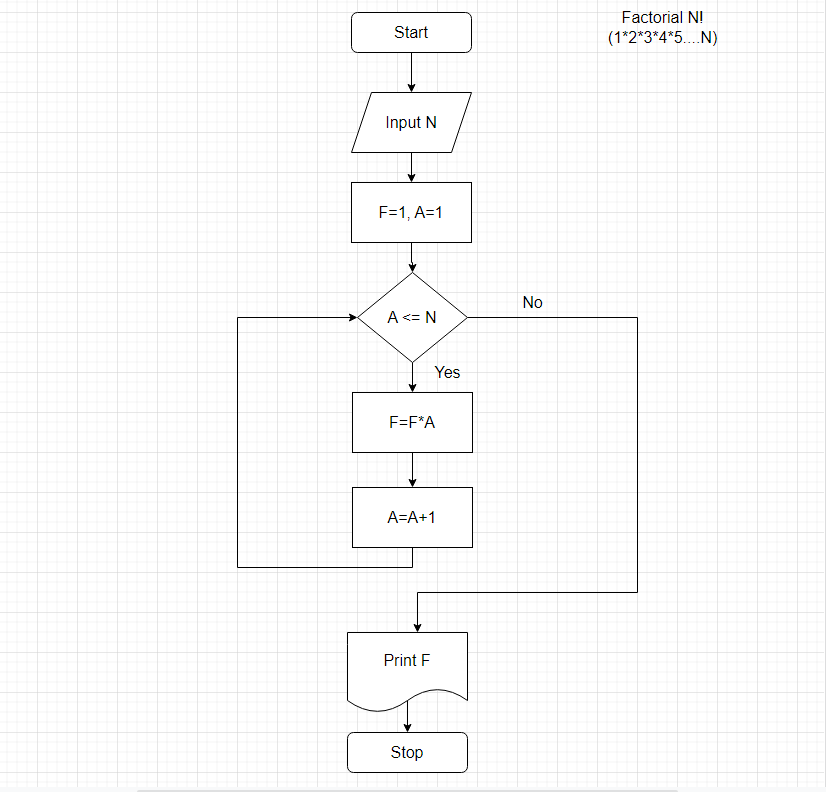 Factorial N!
(1*2*3*4*5....N)
Start
Input N
F=1, A=1
A <= N
No
Yes
F=F*A
A=A+1
Print F
Stop